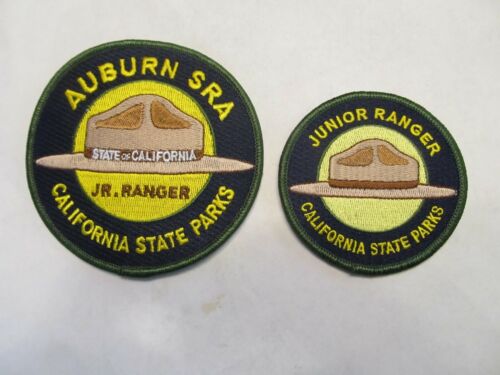 AUBURN SRA
STATE OF CALIFORNIA
JR. RANGER
CALIFORNIA STATE PARKS
JUNIOR RANGER
CALIFORNIA STATE PARKS